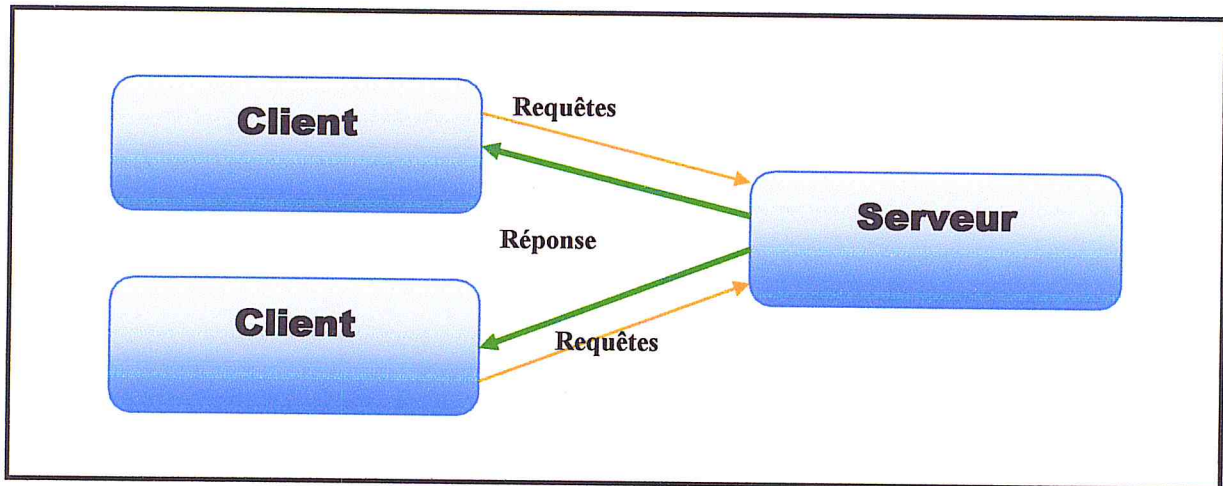 Client
Requêtes
Serveur
Réponse
Client
Requêtes